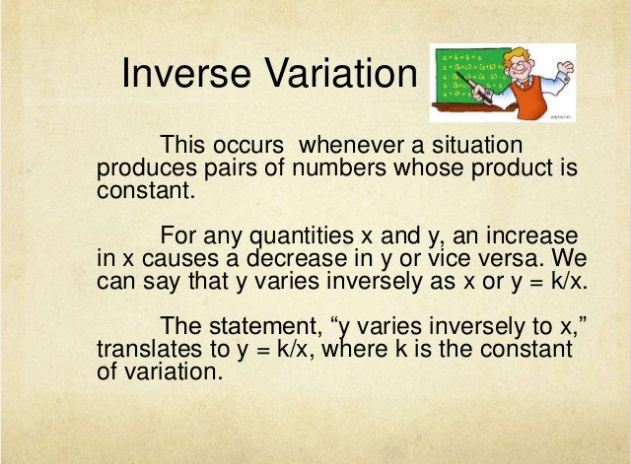 Inverse Variation
This occurs whenever a situation
produces pairs of numbers whose product is
constant.
For any quantities x and y, an increase
in x causes a decrease in y or vice versa. We
can say that y varies inversely as x or y = k/x.
The statement, “y varies inversely to x,”
translates to y = k/x, where k is the constant
of variation.